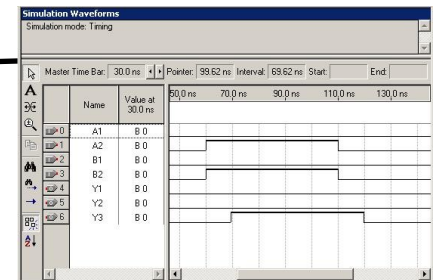 Simulation Waveforms
Simulation mode: Timing
Master Time Bar: 30.0 ns Pointer: 99.62 ns Interval: 69.62 ns Start: End:
Name Value at 30.0 ns 50.0 ns 70.0 ns 90.0 ns 110.0 ns 130.0 ns
0 A1 B 0
1 A2 B 0
2 B1 B 0
3 B2 B 0
4 Y1 B 0
5 Y2 B 0
6 Y3 B 0